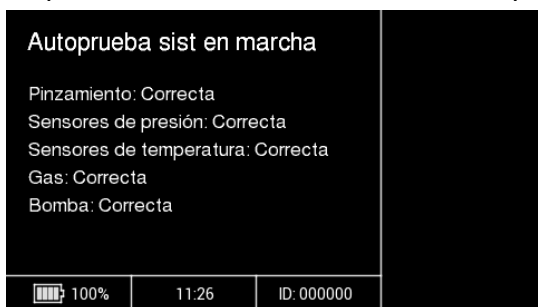 Autoprueba sist en marcha
Pinzamiento: Correcta
Sensores de presión: Correcta
Sensores de temperatura: Correcta
Gas: Correcta
Bomba: Correcta
100% 11:26 ID: 000000